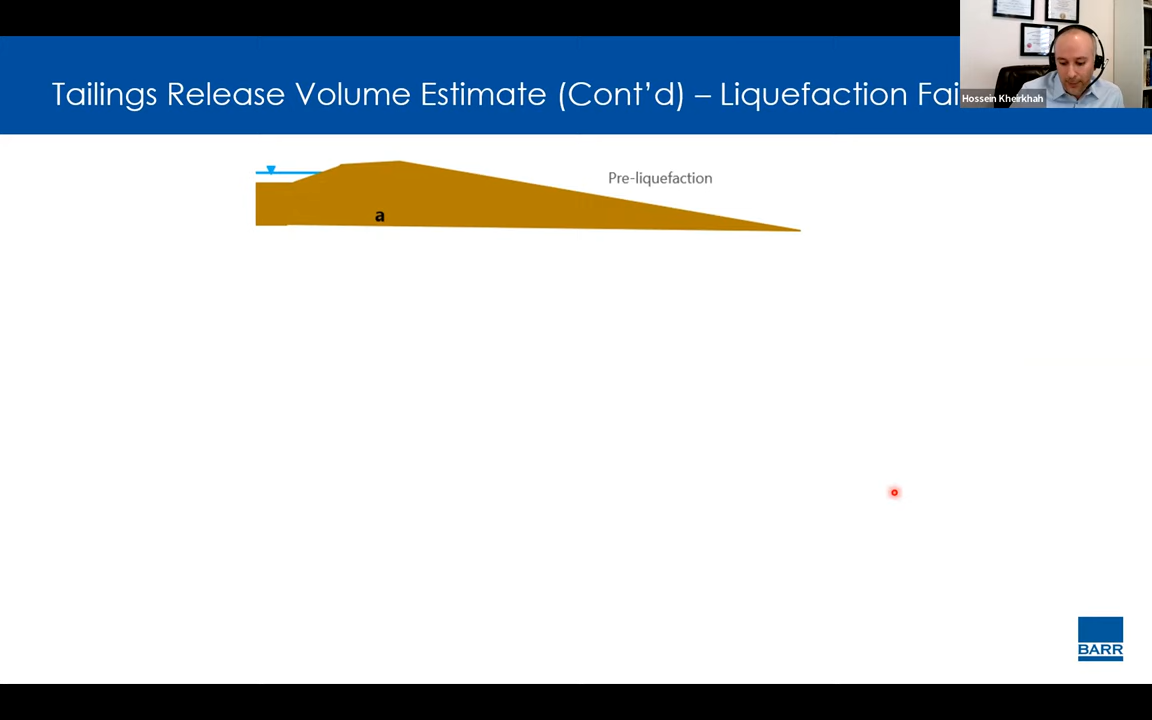 Tailings Release Volume Estimate (Cont'd) – Liquefaction Fai
Hossein Kheirkhah
Pre-liquefaction
a
BARR